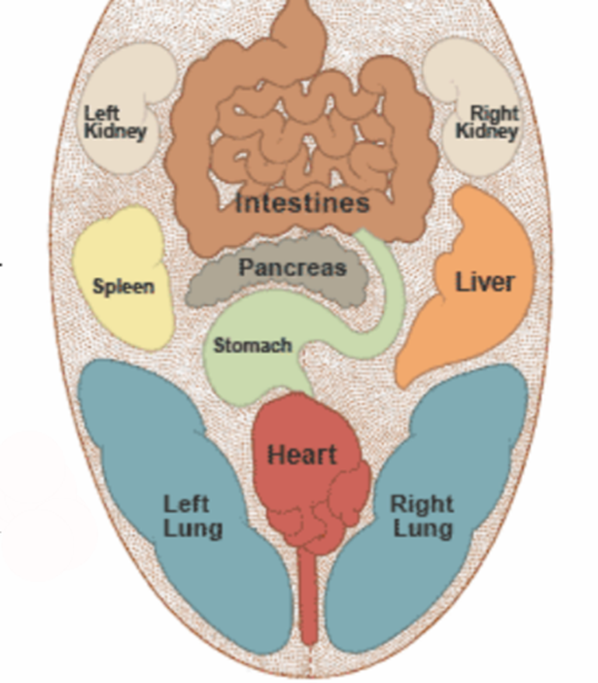 Left
Kidney
Right
Kidney
Intestines
Pancreas
Spleen
Liver
Stomach
Heart
Left
Lung
Right
Lung